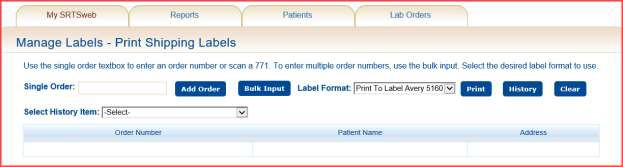 My SRTSweb Reports Patients Lab Orders
Manage Labels - Print Shipping Labels
Use the single order textbox to enter an order number or scan a 771. To enter multiple order numbers, use the bulk input. Select the desired label format to use.
Single Order: Add Order Bulk Input Label Format: Print To Label Avery 5160 Print History Clear
Select History Item: -Select-
Order Number Patient Name Address